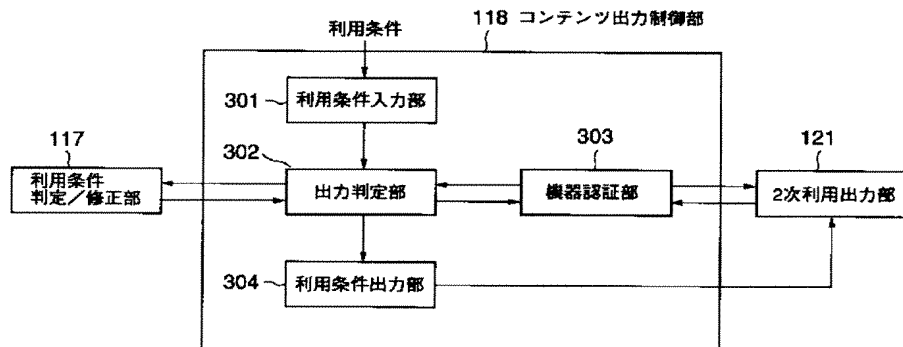 118 コンテンツ出力制御部
利用条件
301
利用条件入力部
117
302
303
121
利用条件
判定/修正部
出力判定部
機器認証部
2次利用出力部
304
利用条件出力部